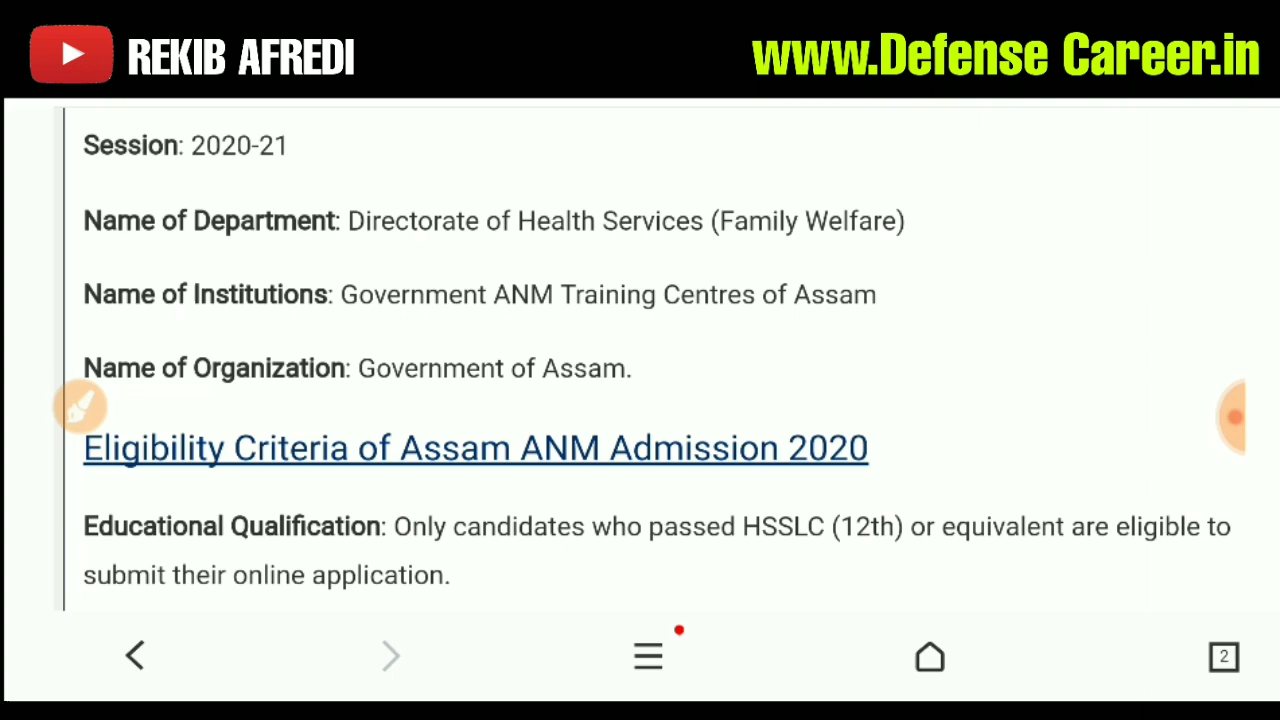 REKIB AFREDI
www.Defense Career.in
Session: 2020-21
Name of Department: Directorate of Health Services (Family Welfare)
Name of Institutions: Government ANM Training Centres of Assam
Name of Organization: Government of Assam.
Eligibility Criteria of Assam ANM Admission 2020
Educational Qualification: Only candidates who passed HSSLC (12th) or equivalent are eligible to
submit their online application.
2